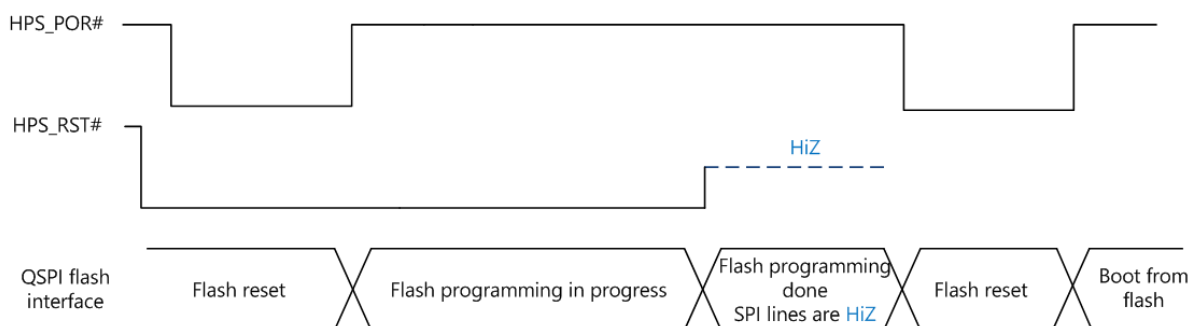 HPS_POR#
HPS_RST#
HiZ
QSPI flash
interface
Flash reset
Flash programming in progress
Flash programming
done
SPI lines are HiZ
Flash reset
Boot from
flash